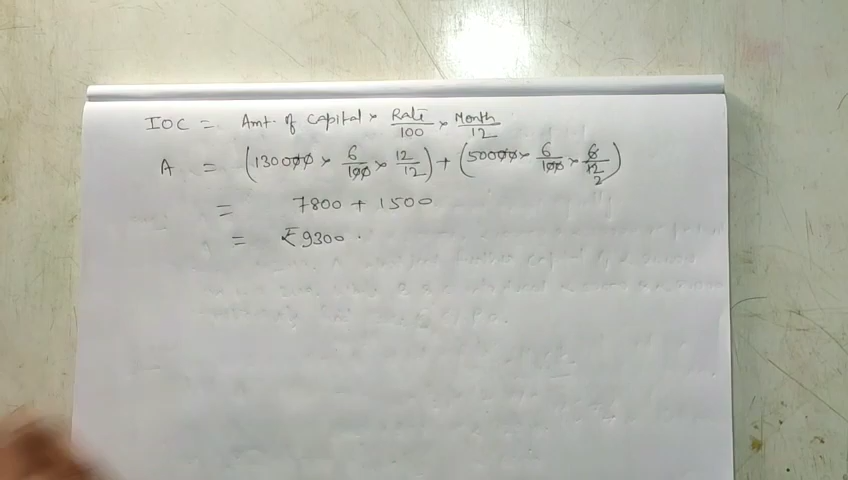 IOC = Amt. of Capital × Rate/100 × Month/12
A = (130000 × 6/100 × 12/12) + (50000 × 6/100 × 6/12 2)
= 7800 + 1500
= ₹9300.